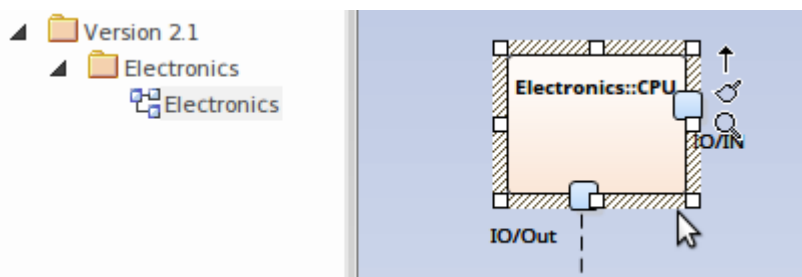 Version 2.1
Electronics
Electronics
Electronics::CPU
IO/IN
IO/Out